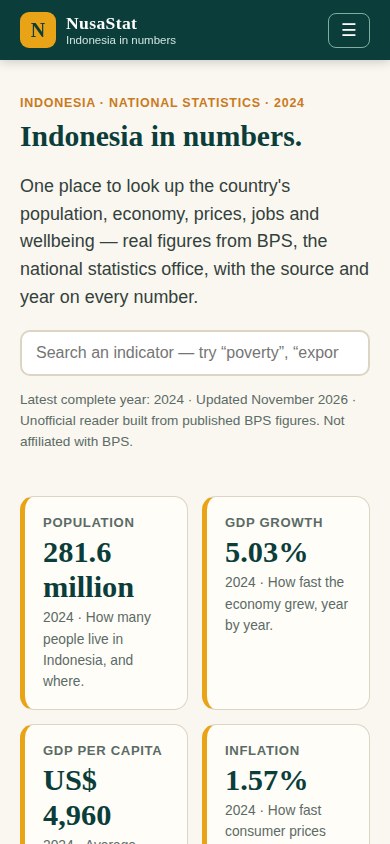 N
NusaStat
Indonesia in numbers
☰
INDONESIA · NATIONAL STATISTICS · 2024
Indonesia in numbers.
One place to look up the country's
population, economy, prices, jobs and
wellbeing — real figures from BPS, the
national statistics office, with the source and
year on every number.
Search an indicator — try “poverty”, “expor
Latest complete year: 2024 · Updated November 2026 ·
Unofficial reader built from published BPS figures. Not
affiliated with BPS.
POPULATION
281.6
million
2024 · How many
people live in
Indonesia, and
where.
GDP GROWTH
5.03%
2024 · How fast the
economy grew, year
by year.
GDP PER CAPITA
US$
4,960
2024 · Average
INFLATION
1.57%
2024 · How fast
consumer prices